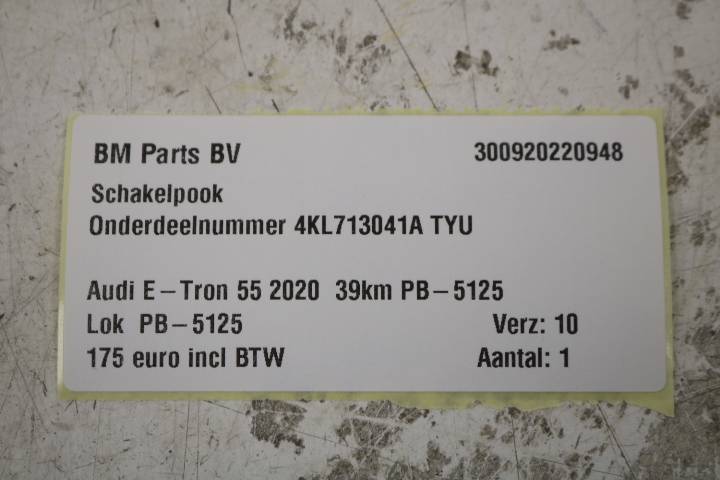 BM Parts BV 300920220948
Schakelpook
Onderdeelnummer 4KL713041A TYU
Audi E-Tron 55 2020 39km PB-5125
Lok PB-5125 Verz: 10
175 euro incl BTW Aantal: 1